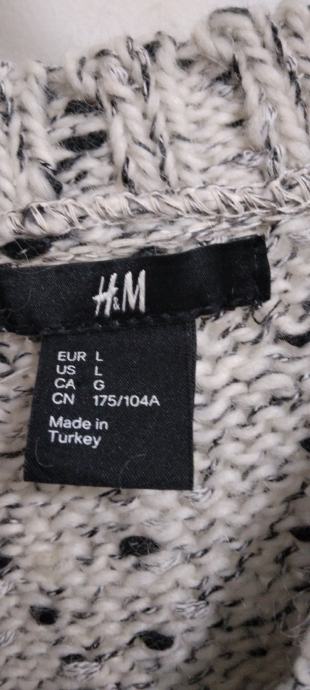 H&M
EUR L
US L
CA G
CN 175/104A
Made in
Turkey